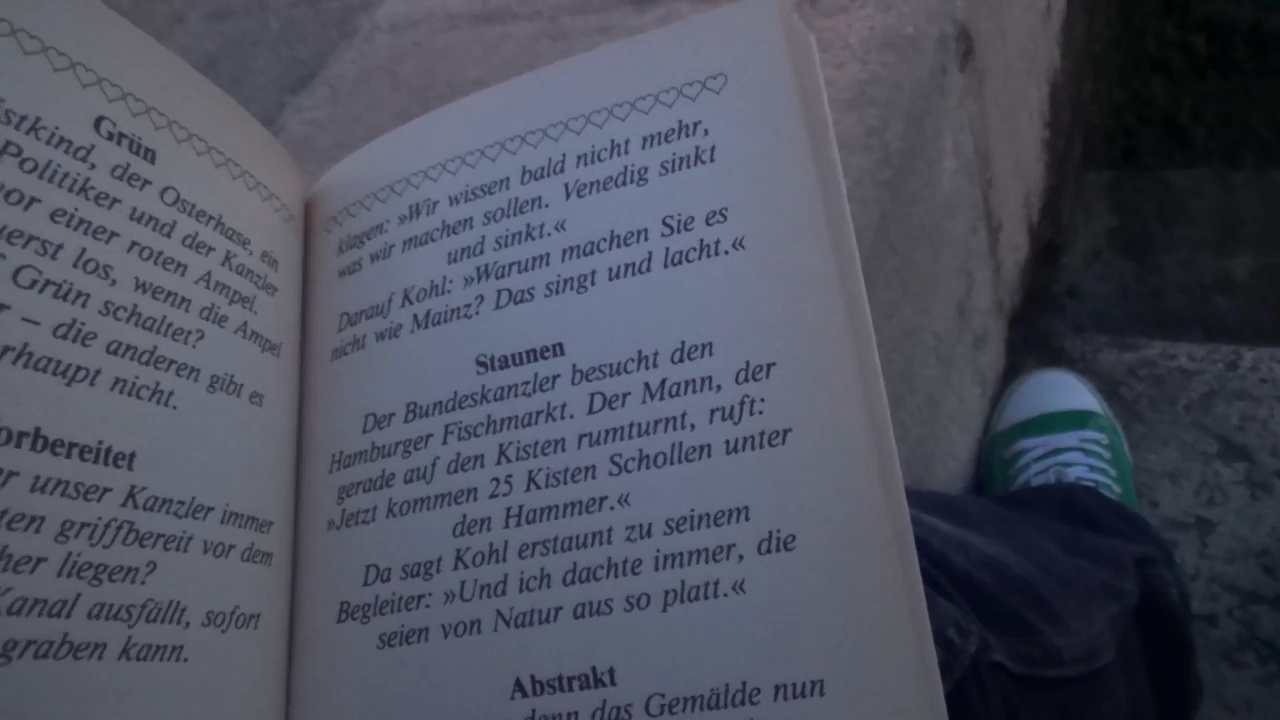 Grün
stkind, der Osterhase, ein
Politiker und der Kanzler
vor einer roten Ampel.
uerst los, wenn die Ampel
Grün schaltet?
– die anderen gibt es
rhaupt nicht.
orbereitet
er unser Kanzler immer
ten griffbereit vor dem
her liegen?
Kanal ausfällt, sofort
graben kann.
klagen: »Wir wissen bald nicht mehr,
was wir machen sollen. Venedig sinkt
und sinkt.«
Darauf Kohl: »Warum machen Sie es
nicht wie Mainz? Das singt und lacht.«
Staunen
Der Bundeskanzler besucht den
Hamburger Fischmarkt. Der Mann, der
gerade auf den Kisten rumturnt, ruft:
»Jetzt kommen 25 Kisten Schollen unter
den Hammer.«
Da sagt Kohl erstaunt zu seinem
Begleiter: »Und ich dachte immer, die
seien von Natur aus so platt.«
Abstrakt
denn das Gemälde nun